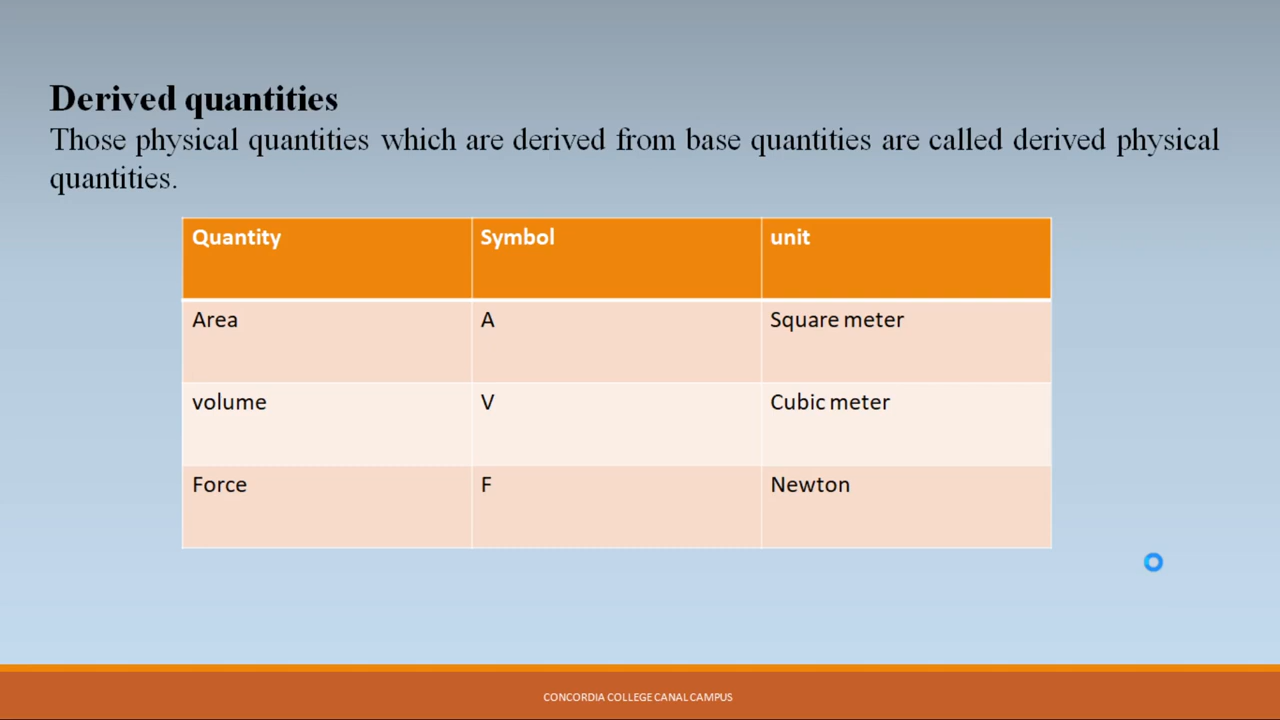 Derived quantities
Those physical quantities which are derived from base quantities are called derived physical
quantities.
Quantity Symbol unit
Area A Square meter
volume V Cubic meter
Force F Newton
CONCORDIA COLLEGE CANAL CAMPUS